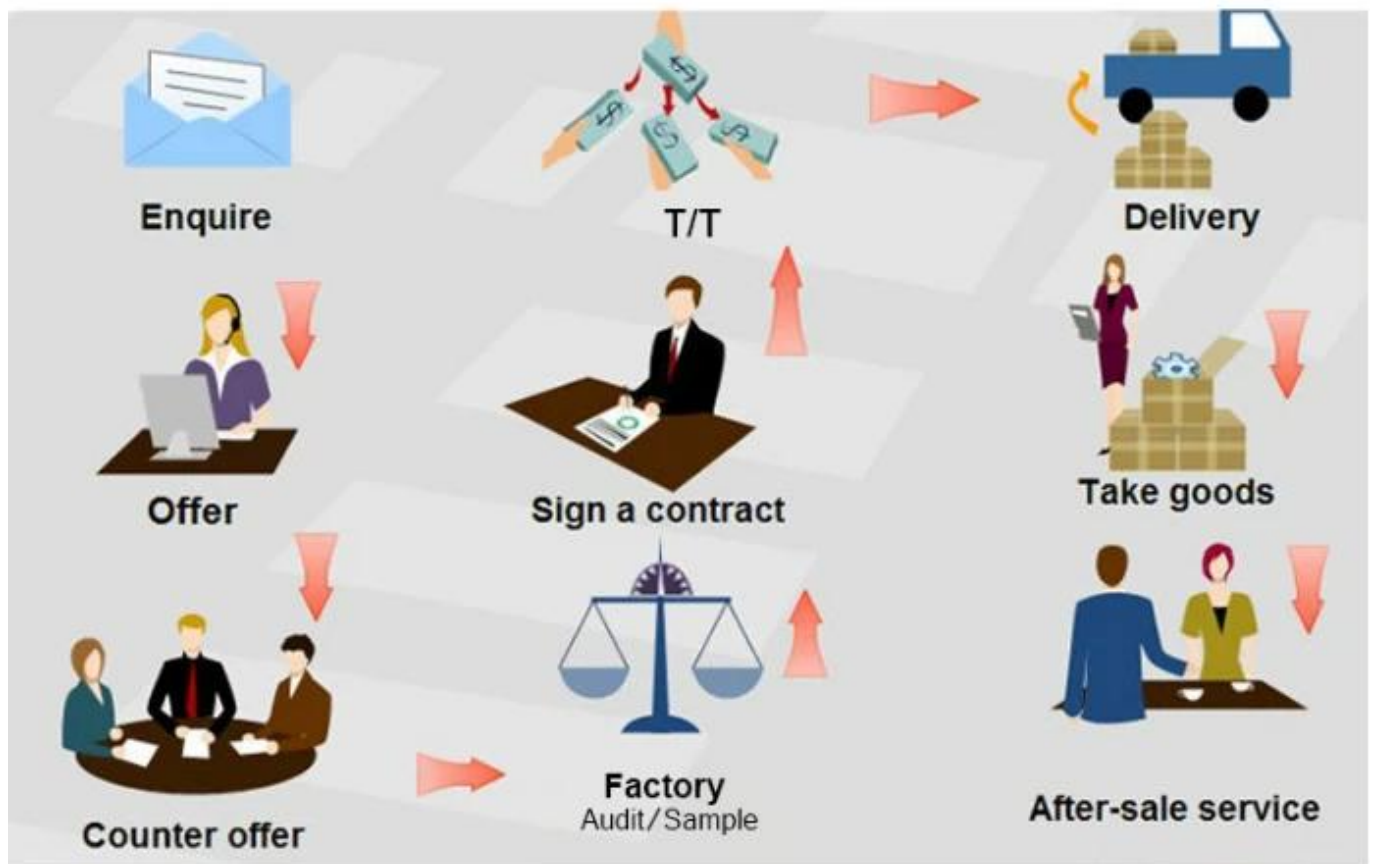 Enquire
T/T
Delivery
Offer
Sign a contract
Take goods
Counter offer
Factory
Audit/Sample
After-sale service